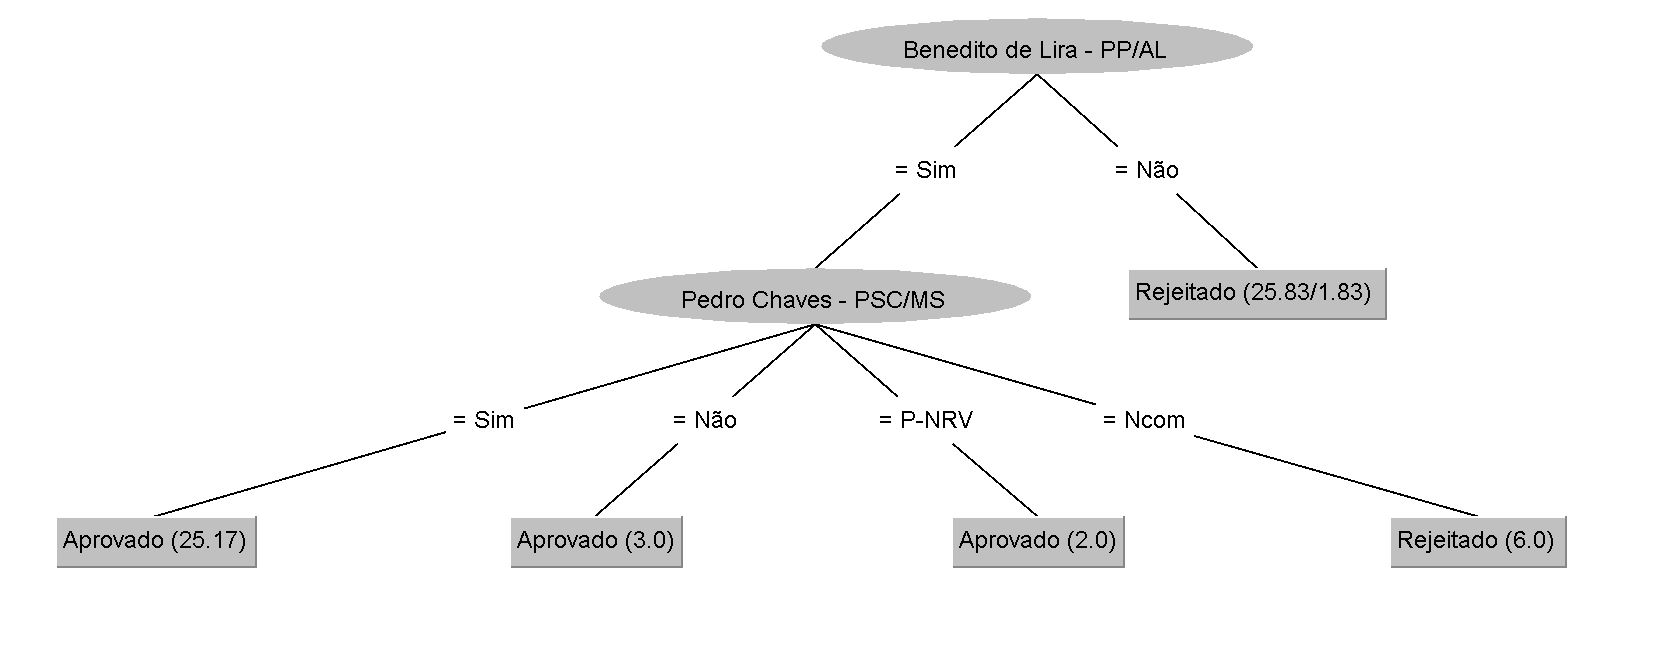 Benedito de Lira - PP/AL
= Sim
= Não
Pedro Chaves - PSC/MS
Rejeitado (25.83/1.83)
= Sim
= Não
= P-NRV
= Ncom
Aprovado (25.17)
Aprovado (3.0)
Aprovado (2.0)
Rejeitado (6.0)